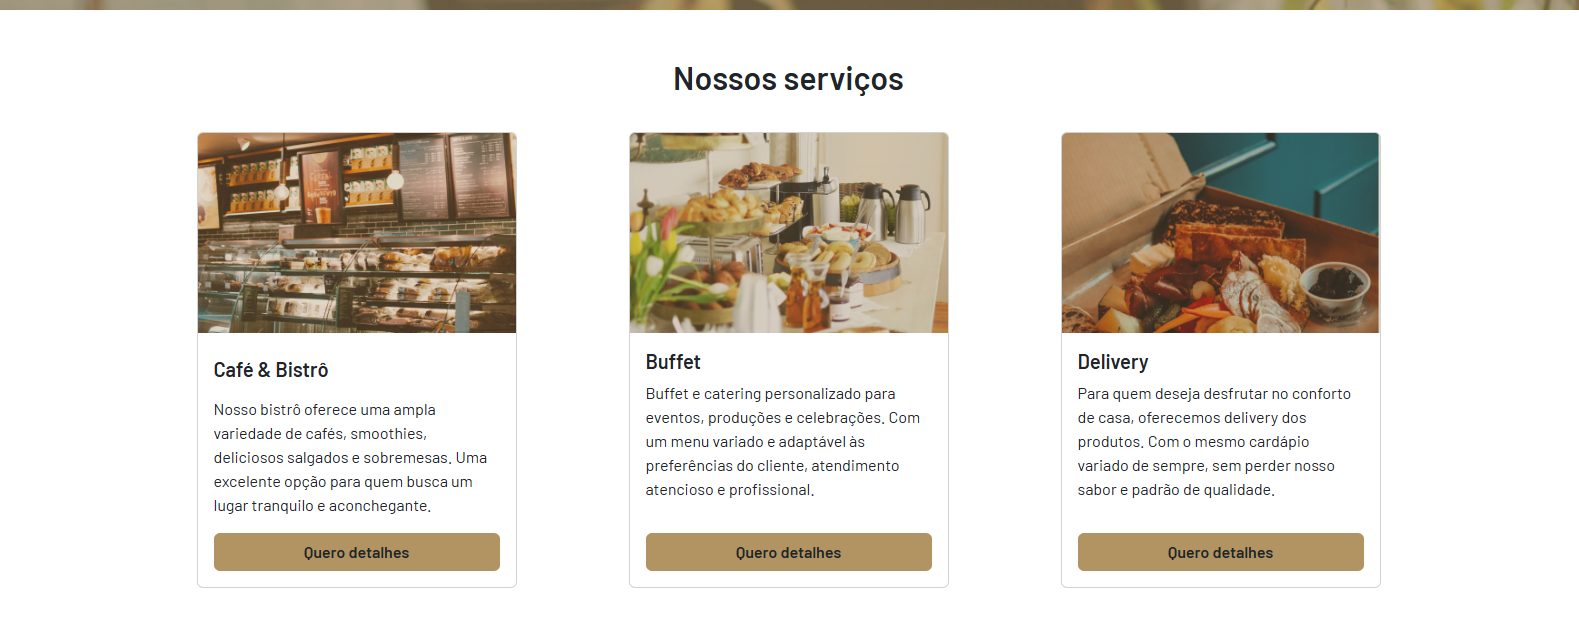 Nossos serviços
Café & Bistrô
Nosso bistrô oferece uma ampla
variedade de cafés, smoothies,
deliciosos salgados e sobremesas. Uma
excelente opção para quem busca um
lugar tranquilo e aconchegante.
Quero detalhes
Buffet
Buffet e catering personalizado para
eventos, produções e celebrações. Com
um menu variado e adaptável às
preferências do cliente, atendimento
atencioso e profissional.
Quero detalhes
Delivery
Para quem deseja desfrutar no conforto
de casa, oferecemos delivery dos
produtos. Com o mesmo cardápio
variado de sempre, sem perder nosso
sabor e padrão de qualidade.
Quero detalhes